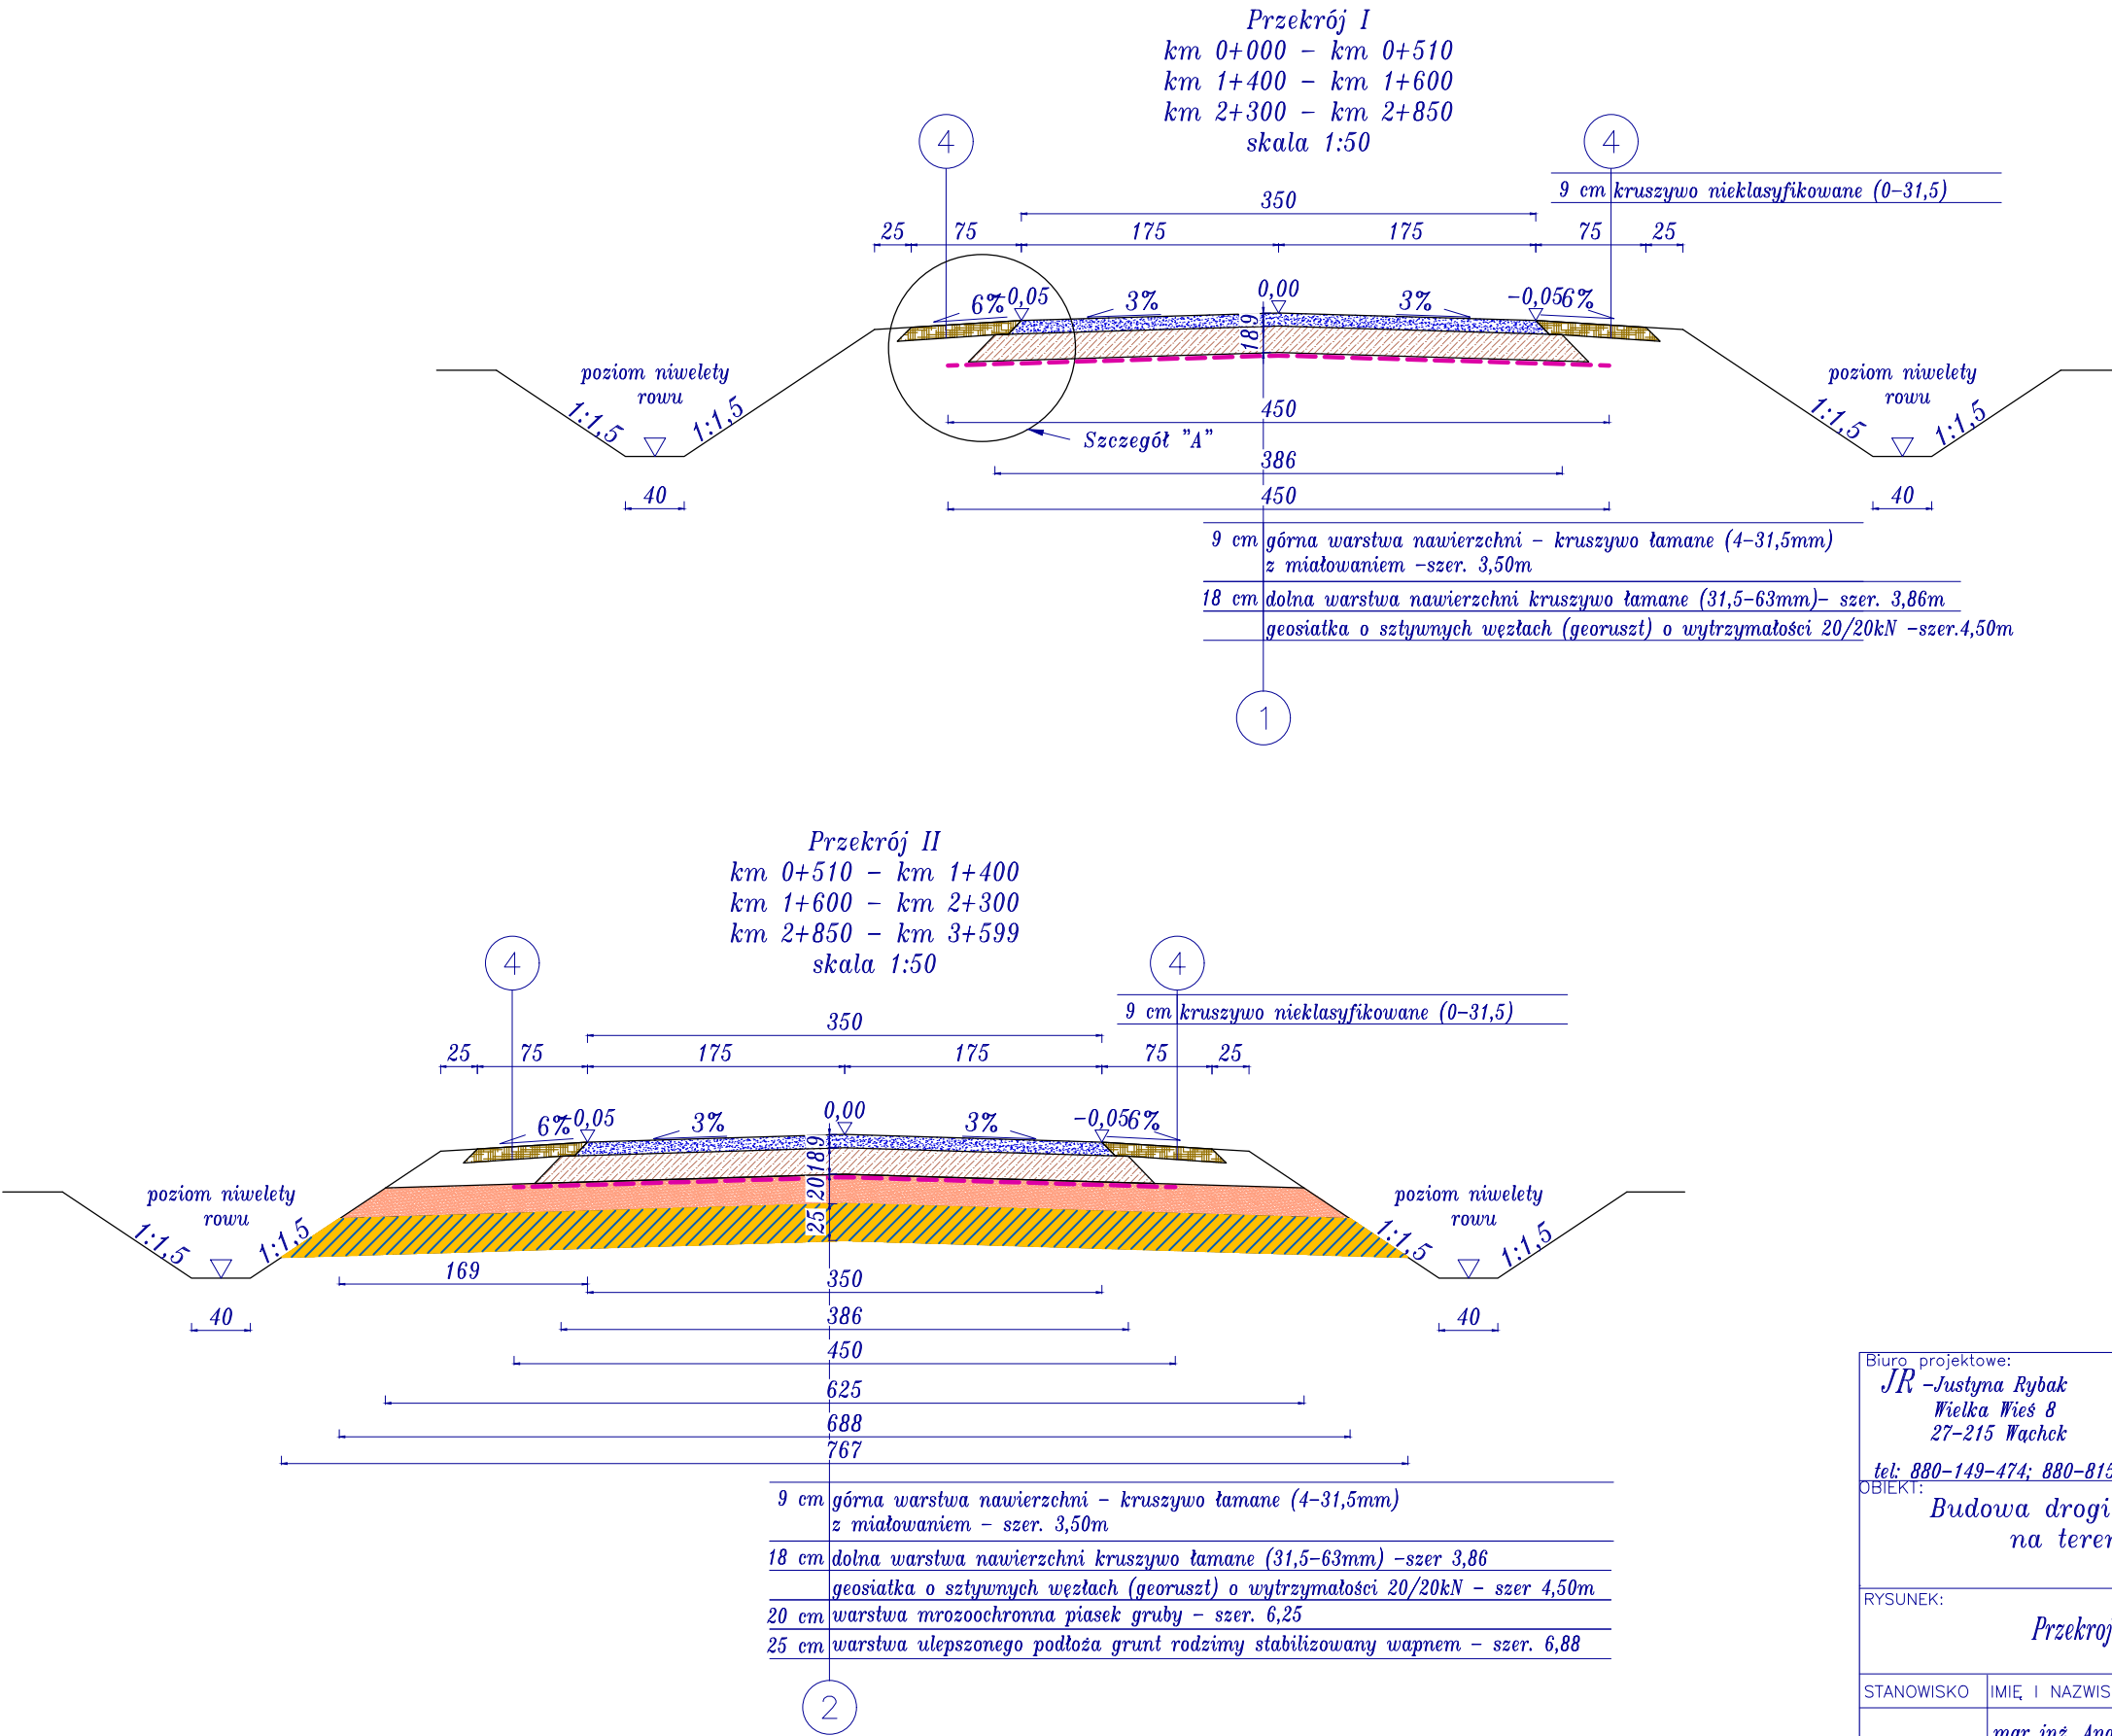 Przekrój I
km 0+000 - km 0+510
km 1+400 - km 1+600
km 2+300 - km 2+850
skala 1:50
4
4
9 cm kruszywo nieklasyfikowane (0-31,5)
350
25 75 175 175 75 25
6% -0,05 3% 0,00 3% -0,05 6%
18 9
poziom niwelety
rowu
1:1,5 1:1,5
poziom niwelety
rowu
1:1,5 1:1,5
450
Szczegół "A"
386
40 450 40
9 cm górna warstwa nawierzchni - kruszywo łamane (4-31,5mm)
z miałowaniem -szer. 3,50m
18 cm dolna warstwa nawierzchni kruszywo łamane (31,5-63mm)- szer. 3,86m
geosiatka o sztywnych węzłach (georuszt) o wytrzymałości 20/20kN -szer.4,50m
1
Przekrój II
km 0+510 - km 1+400
km 1+600 - km 2+300
km 2+850 - km 3+599
skala 1:50
4
4
9 cm kruszywo nieklasyfikowane (0-31,5)
350
25 75 175 175 75 25
6% -0,05 3% 0,00 3% -0,05 6%
25 20 18 9
poziom niwelety
rowu
1:1,5 1:1,5
poziom niwelety
rowu
1:1,5 1:1,5
169 350
40 386 40
450
625
688
767
9 cm górna warstwa nawierzchni - kruszywo łamane (4-31,5mm)
z miałowaniem - szer. 3,50m
18 cm dolna warstwa nawierzchni kruszywo łamane (31,5-63mm) -szer 3,86
geosiatka o sztywnych węzłach (georuszt) o wytrzymałości 20/20kN - szer 4,50m
20 cm warstwa mrozoochronna piasek gruby - szer. 6,25
25 cm warstwa ulepszonego podłoża grunt rodzimy stabilizowany wapnem - szer. 6,88
2
Biuro projektowe:
JR -Justyna Rybak
Wielka Wieś 8
27-215 Wąchck
tel: 880-149-474; 880-815
OBIEKT:
Budowa drogi
na teren
RYSUNEK:
Przekroj
STANOWISKO IMIĘ I NAZWIS
mgr inż.